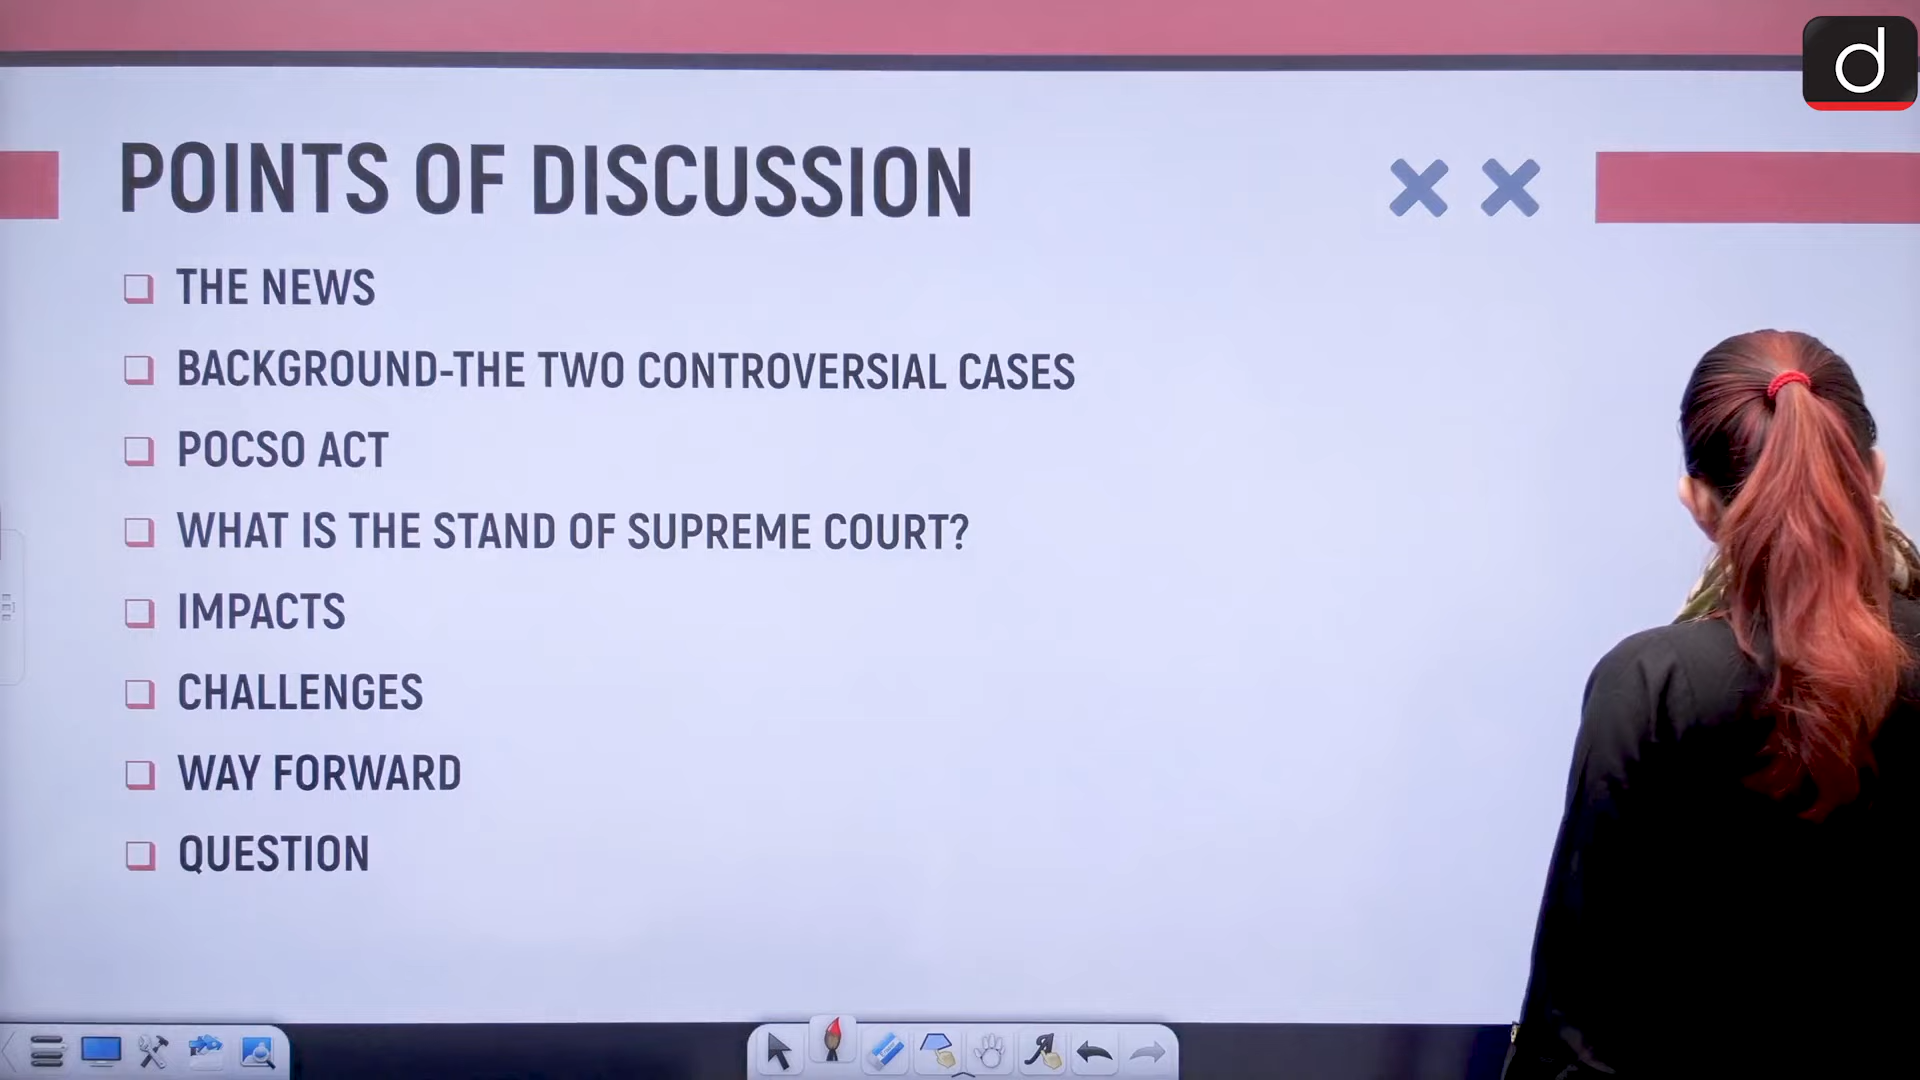 d
POINTS OF DISCUSSION
THE NEWS
BACKGROUND-THE TWO CONTROVERSIAL CASES
POCSO ACT
WHAT IS THE STAND OF SUPREME COURT?
IMPACTS
CHALLENGES
WAY FORWARD
QUESTION